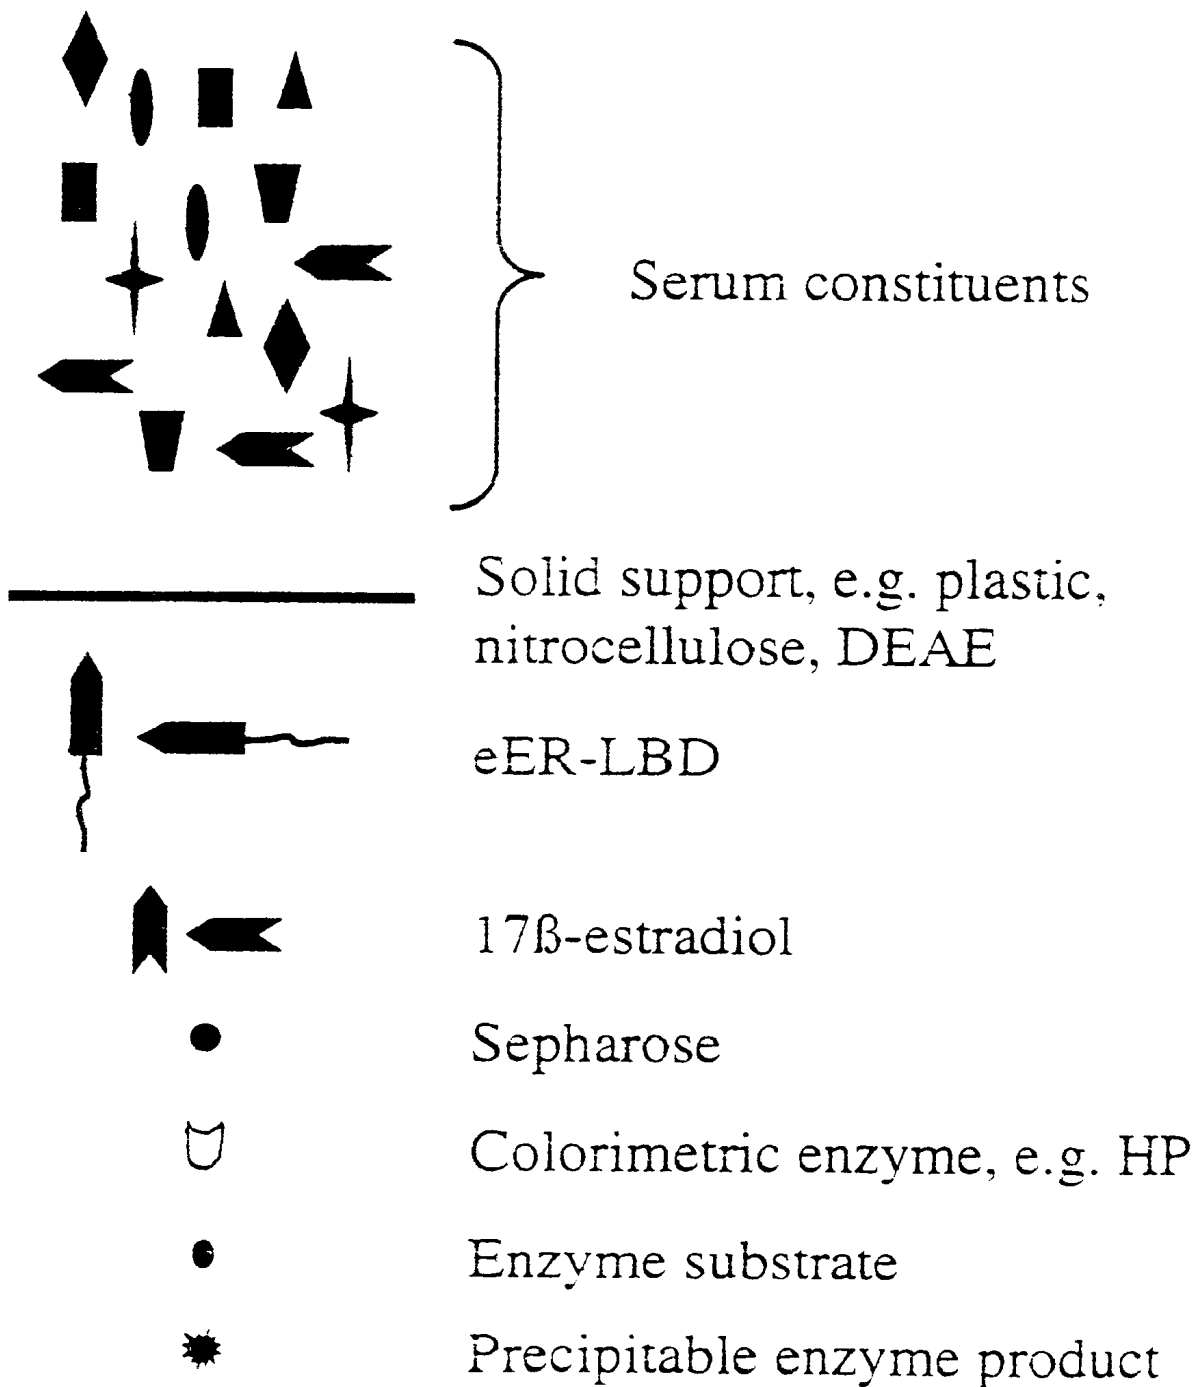 Serum constituents
Solid support, e.g. plastic,
nitrocellulose, DEAE
eER-LBD
17ß-estradiol
Sepharose
Colorimetric enzyme, e.g. HP
Enzyme substrate
Precipitable enzyme product